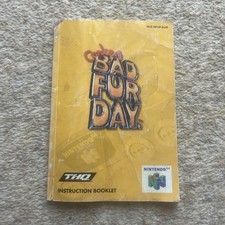 Conker's
BAD
FUR
DAY
THQ
NINTENDO 64
INSTRUCTION BOOKLET